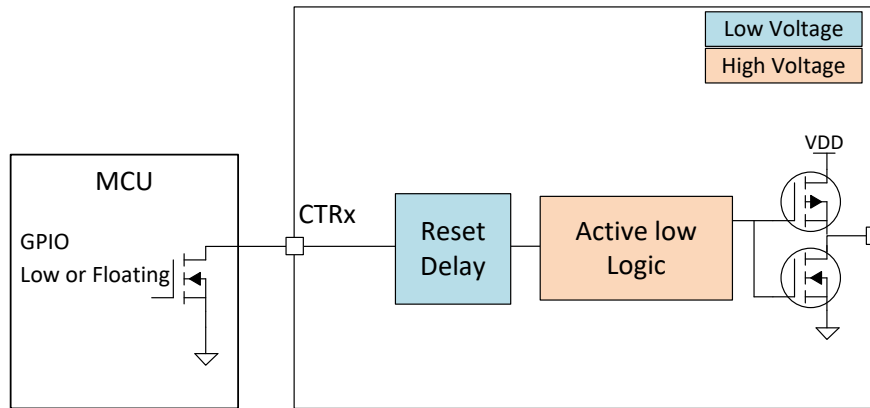 Low Voltage
High Voltage
VDD
MCU
CTRx
GPIO
Low or Floating
Reset
Delay
Active low
Logic